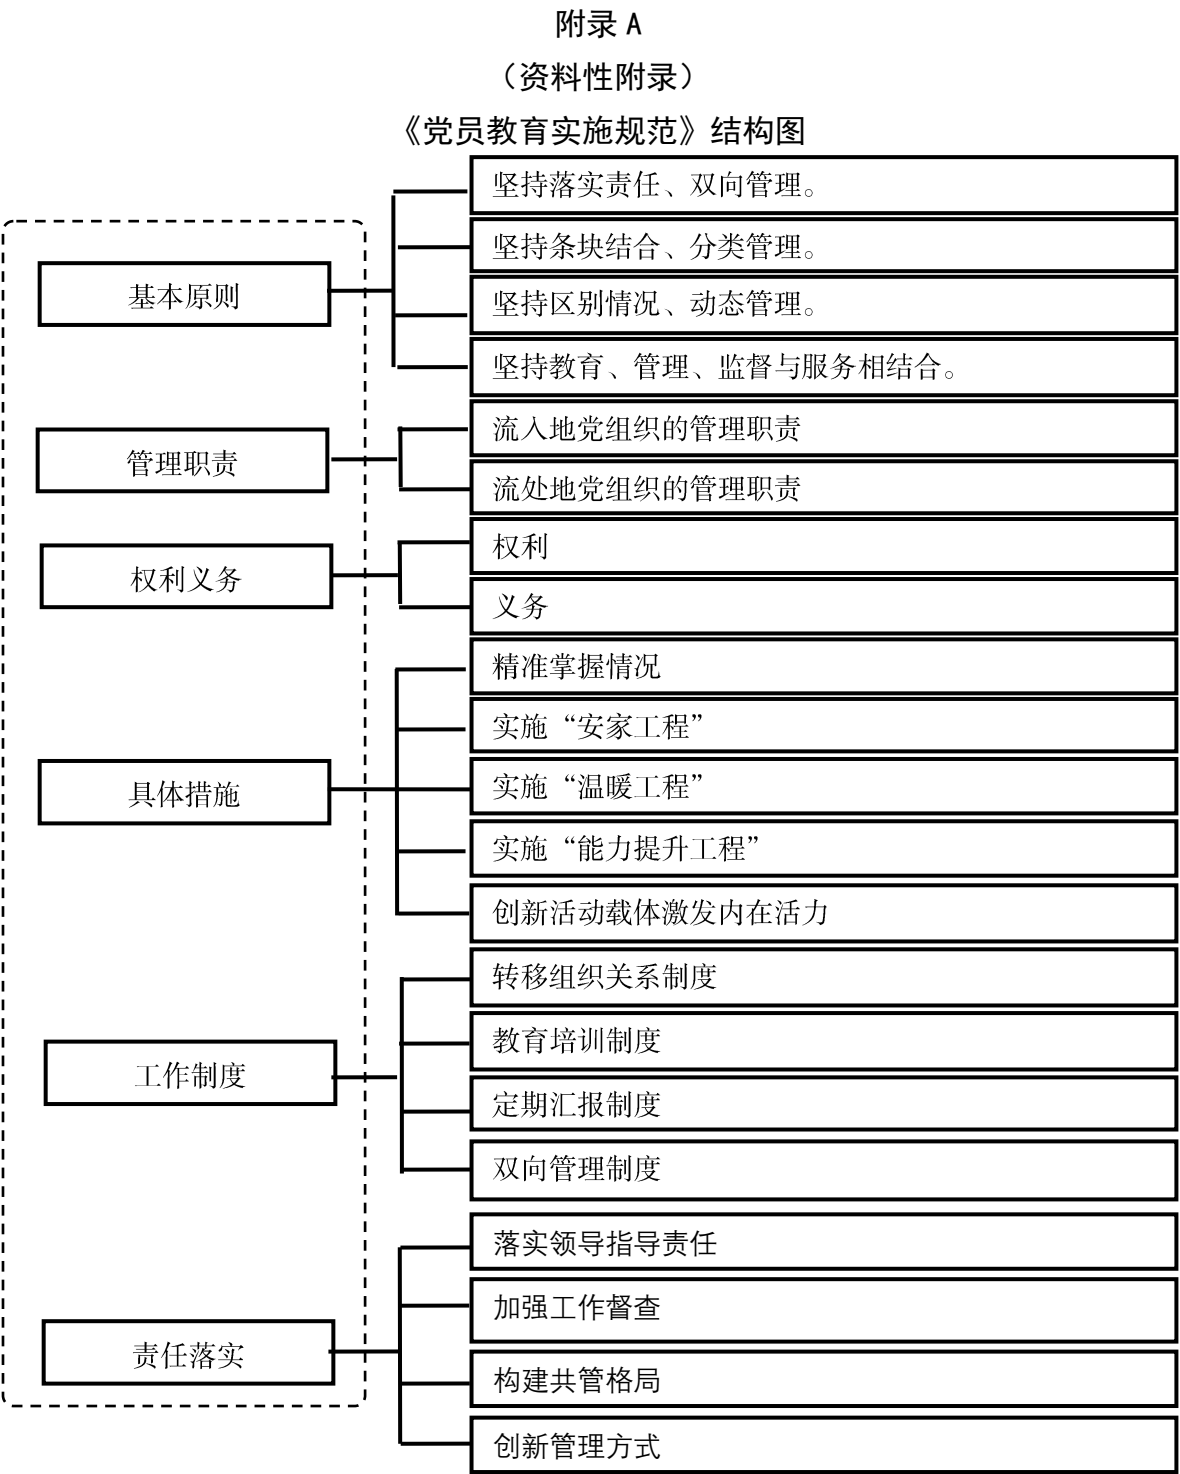 附录 A
（资料性附录）
《党员教育实施规范》结构图
基本原则
坚持落实责任、双向管理。
坚持条块结合、分类管理。
坚持区别情况、动态管理。
坚持教育、管理、监督与服务相结合。
管理职责
流入地党组织的管理职责
流处地党组织的管理职责
权利义务
权利
义务
具体措施
精准掌握情况
实施“安家工程”
实施“温暖工程”
实施“能力提升工程”
创新活动载体激发内在活力
工作制度
转移组织关系制度
教育培训制度
定期汇报制度
双向管理制度
责任落实
落实领导指导责任
加强工作督查
构建共管格局
创新管理方式